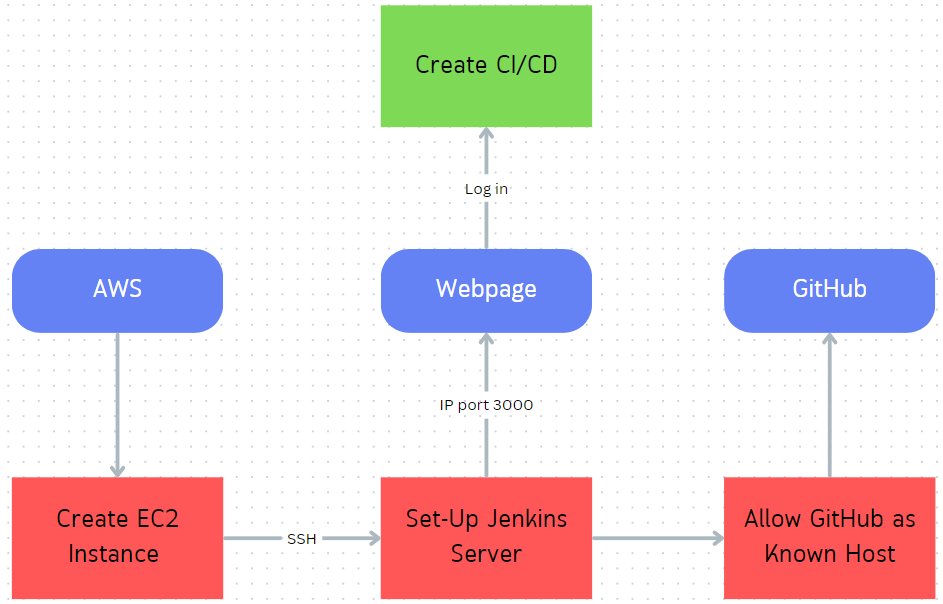 Create CI/CD
Log in
AWS
Webpage
GitHub
IP port 3000
Create EC2
Instance
SSH
Set-Up Jenkins
Server
Allow GitHub as
Known Host